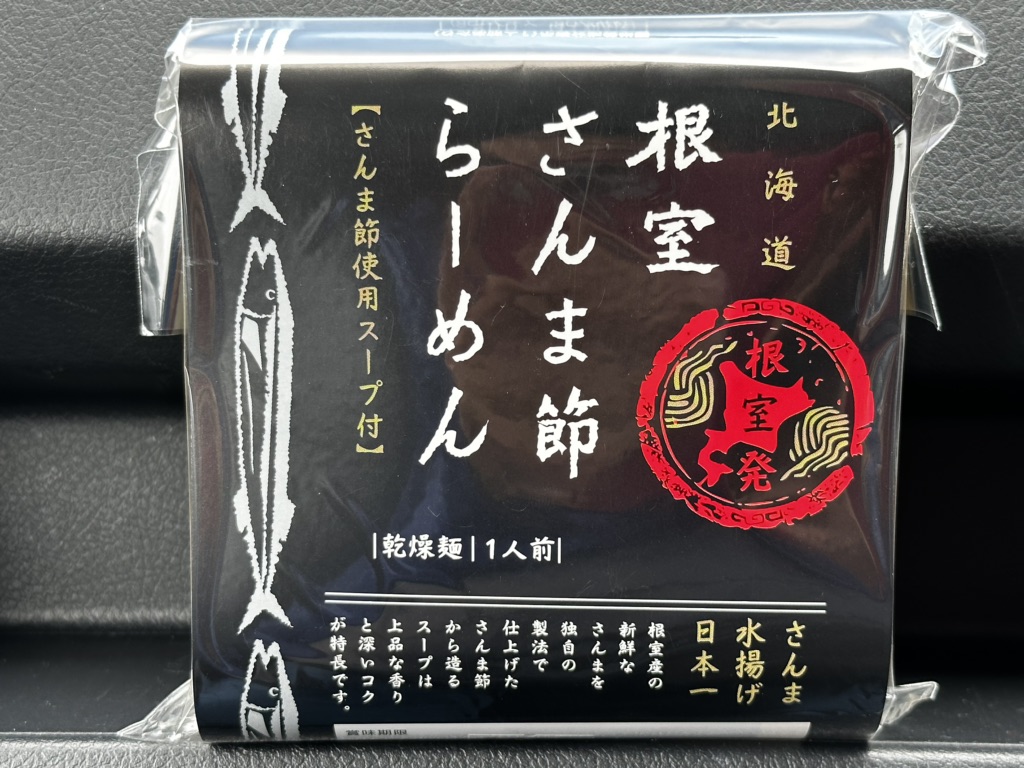 北海道
根室
さんま節
らーめん
【さんま節使用スープ付】
根
室
発
|乾燥麺|1人前|
さんま
水揚げ
日本一
根室産の
新鮮な
さんまを
独自の
製法で
仕上げた
さんま節
から造る
スープは
上品な香り
と深いコク
が特長です。
賞味期限